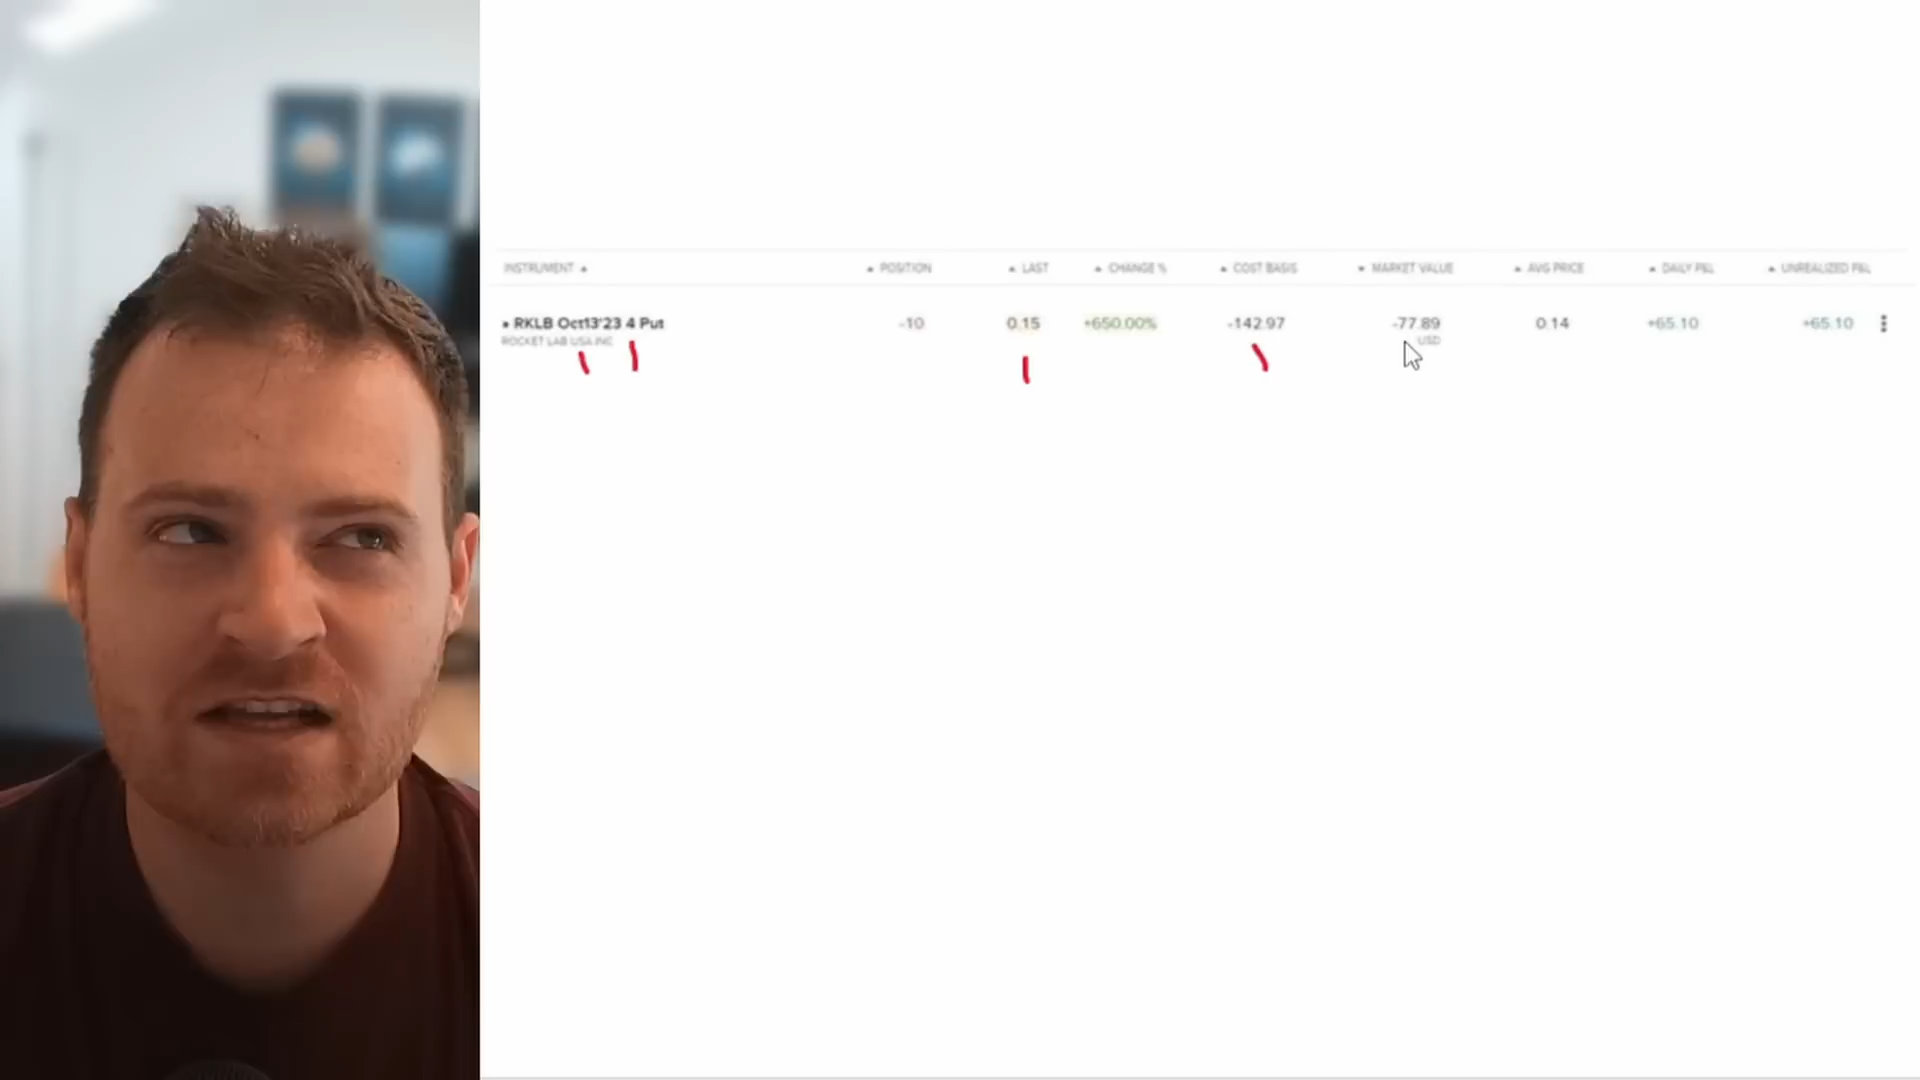 INSTRUMENT POSITION LAST CHANGE % COST BASIS MARKET VALUE AVG PRICE DAILY P&L UNREALIZED P&L
RKLB Oct13'23 4 Put -10 0.15 +650.00% -142.97 -77.89 0.14 +65.10 +65.10
ROCKET LAB USA INC USD